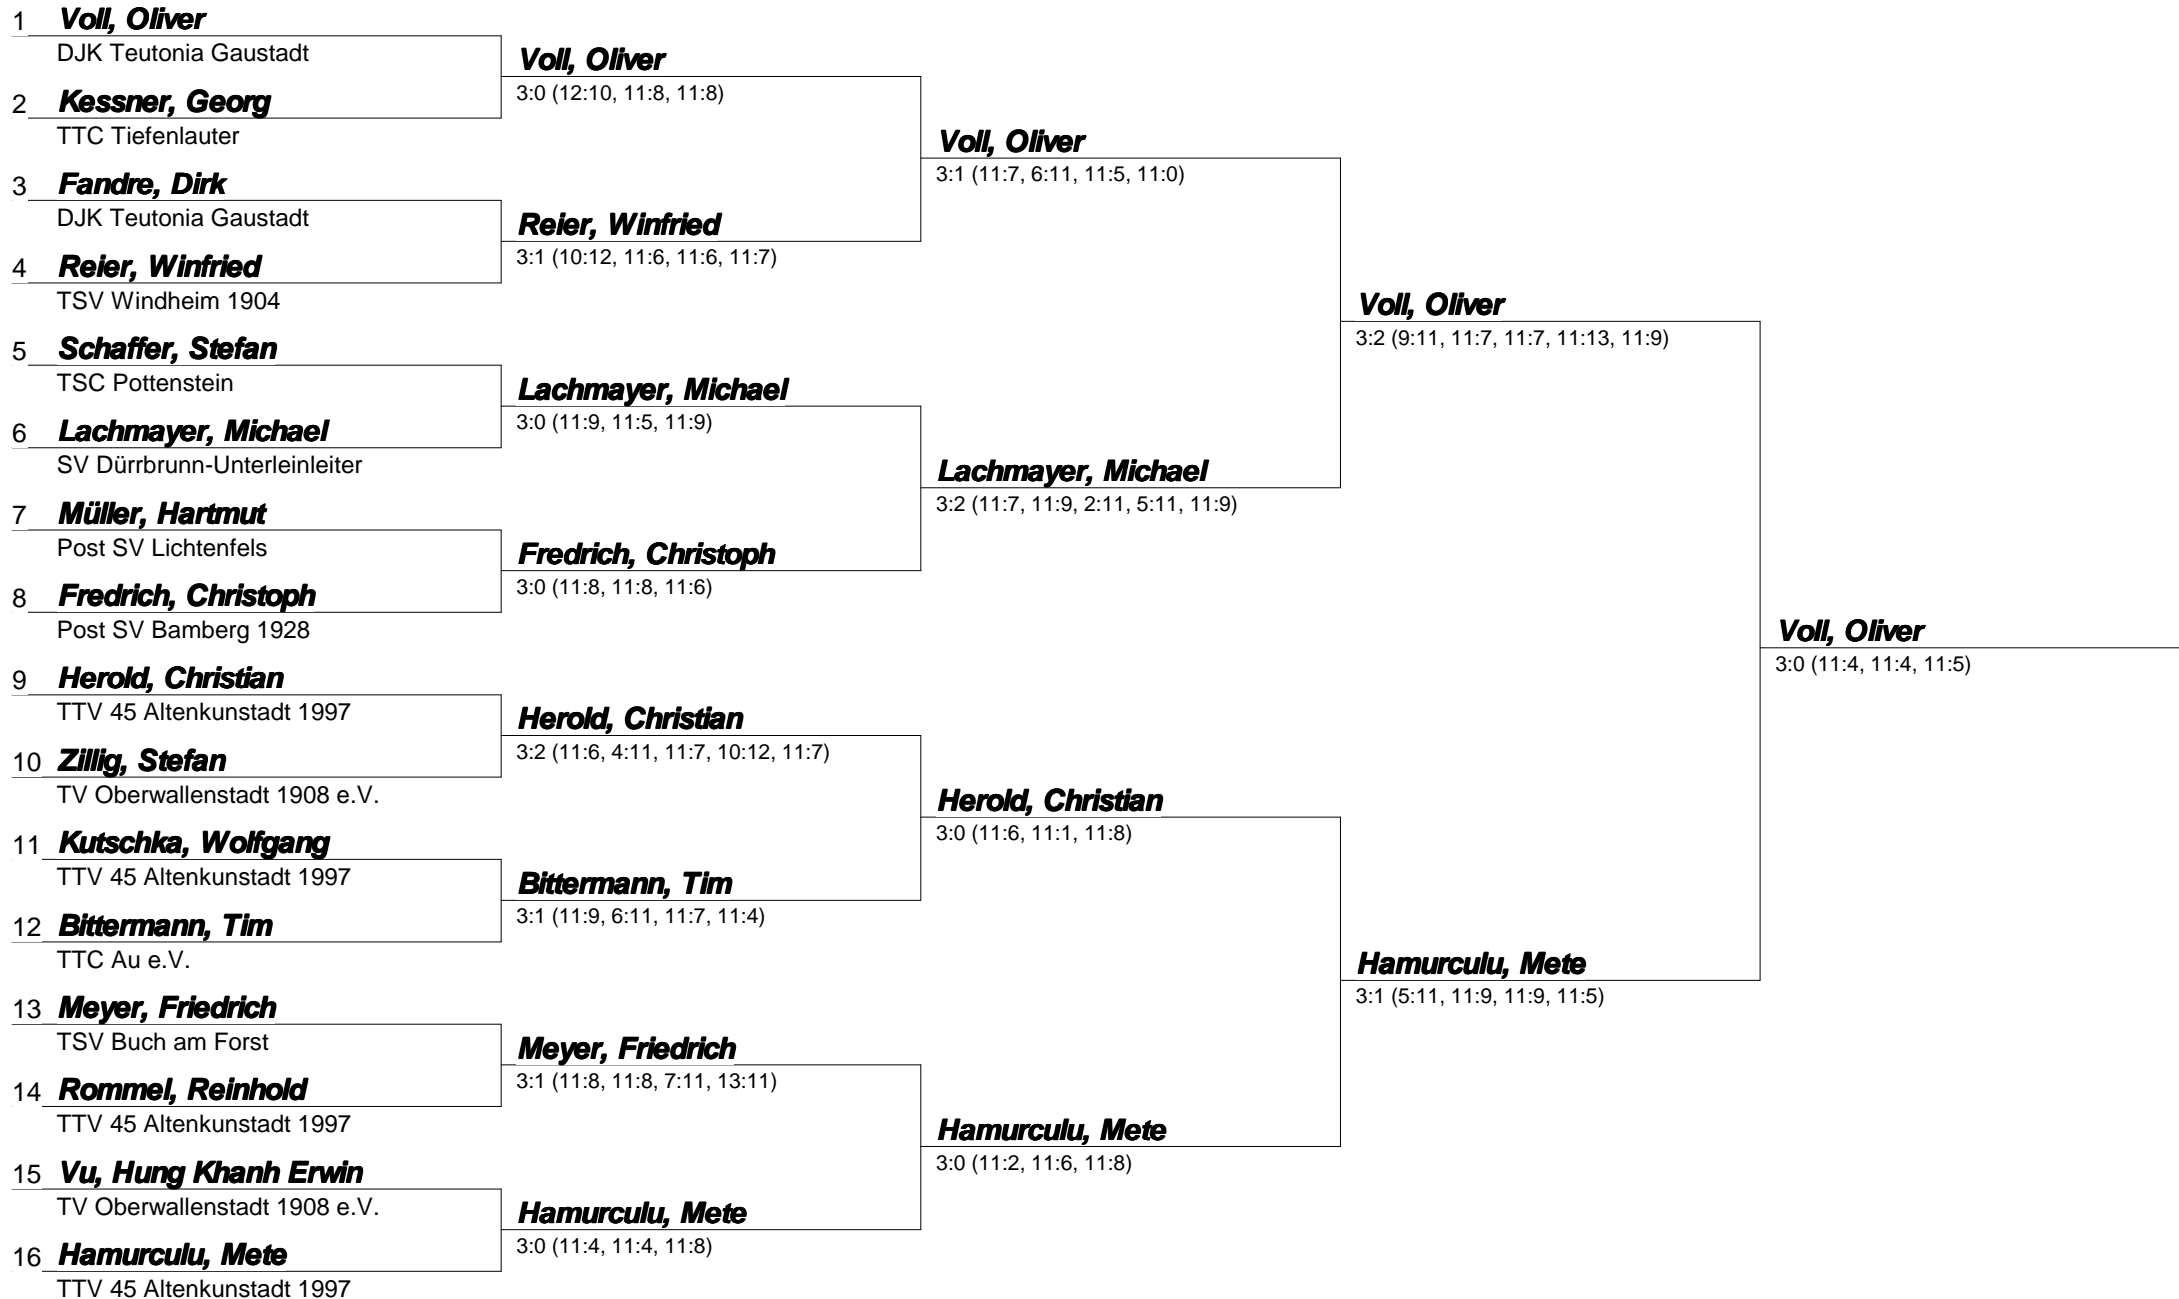 1 Voll, Oliver
DJK Teutonia Gaustadt
Voll, Oliver
2 Kessner, Georg
3:0 (12:10, 11:8, 11:8)
TTC Tiefenlauter
Voll, Oliver
3 Fandre, Dirk
3:1 (11:7, 6:11, 11:5, 11:0)
DJK Teutonia Gaustadt
Reier, Winfried
4 Reier, Winfried
3:1 (10:12, 11:6, 11:6, 11:7)
TSV Windheim 1904
Voll, Oliver
5 Schaffer, Stefan
3:2 (9:11, 11:7, 11:7, 11:13, 11:9)
TSC Pottenstein
Lachmayer, Michael
6 Lachmayer, Michael
3:0 (11:9, 11:5, 11:9)
SV Dürrbrunn-Unterleinleiter
Lachmayer, Michael
7 Müller, Hartmut
3:2 (11:7, 11:9, 2:11, 5:11, 11:9)
Post SV Lichtenfels
Fredrich, Christoph
8 Fredrich, Christoph
3:0 (11:8, 11:8, 11:6)
Post SV Bamberg 1928
Voll, Oliver
9 Herold, Christian
3:0 (11:4, 11:4, 11:5)
TTV 45 Altenkunstadt 1997
Herold, Christian
10 Zillig, Stefan
3:2 (11:6, 4:11, 11:7, 10:12, 11:7)
TV Oberwallenstadt 1908 e.V.
Herold, Christian
11 Kutschka, Wolfgang
3:0 (11:6, 11:1, 11:8)
TTV 45 Altenkunstadt 1997
Bittermann, Tim
12 Bittermann, Tim
3:1 (11:9, 6:11, 11:7, 11:4)
TTC Au e.V.
Hamurculu, Mete
13 Meyer, Friedrich
3:1 (5:11, 11:9, 11:9, 11:5)
TSV Buch am Forst
Meyer, Friedrich
14 Rommel, Reinhold
3:1 (11:8, 11:8, 7:11, 13:11)
TTV 45 Altenkunstadt 1997
Hamurculu, Mete
15 Vu, Hung Khanh Erwin
3:0 (11:2, 11:6, 11:8)
TV Oberwallenstadt 1908 e.V.
Hamurculu, Mete
16 Hamurculu, Mete
3:0 (11:4, 11:4, 11:8)
TTV 45 Altenkunstadt 1997